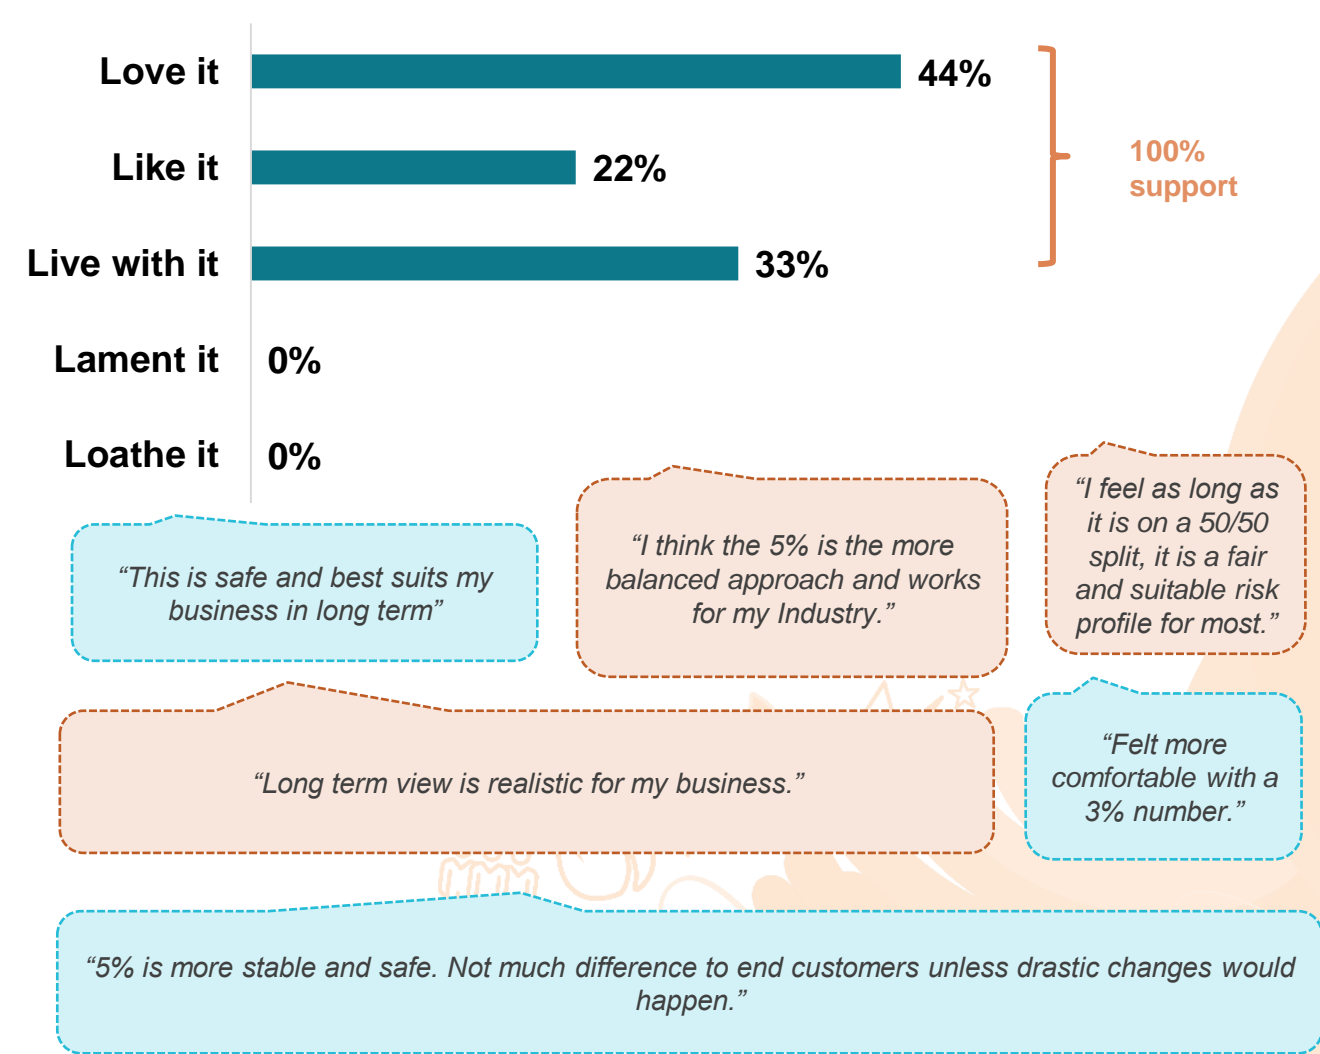 Love it
44%
Like it
22%
Live with it
33%
Lament it
0%
Loathe it
0%
100%
support
“This is safe and best suits my
business in long term”
“I think the 5% is the more
balanced approach and works
for my Industry.”
“I feel as long as
it is on a 50/50
split, it is a fair
and suitable risk
profile for most.”
“Long term view is realistic for my business.”
“Felt more
comfortable with a
3% number.”
“5% is more stable and safe. Not much difference to end customers unless drastic changes would
happen.”